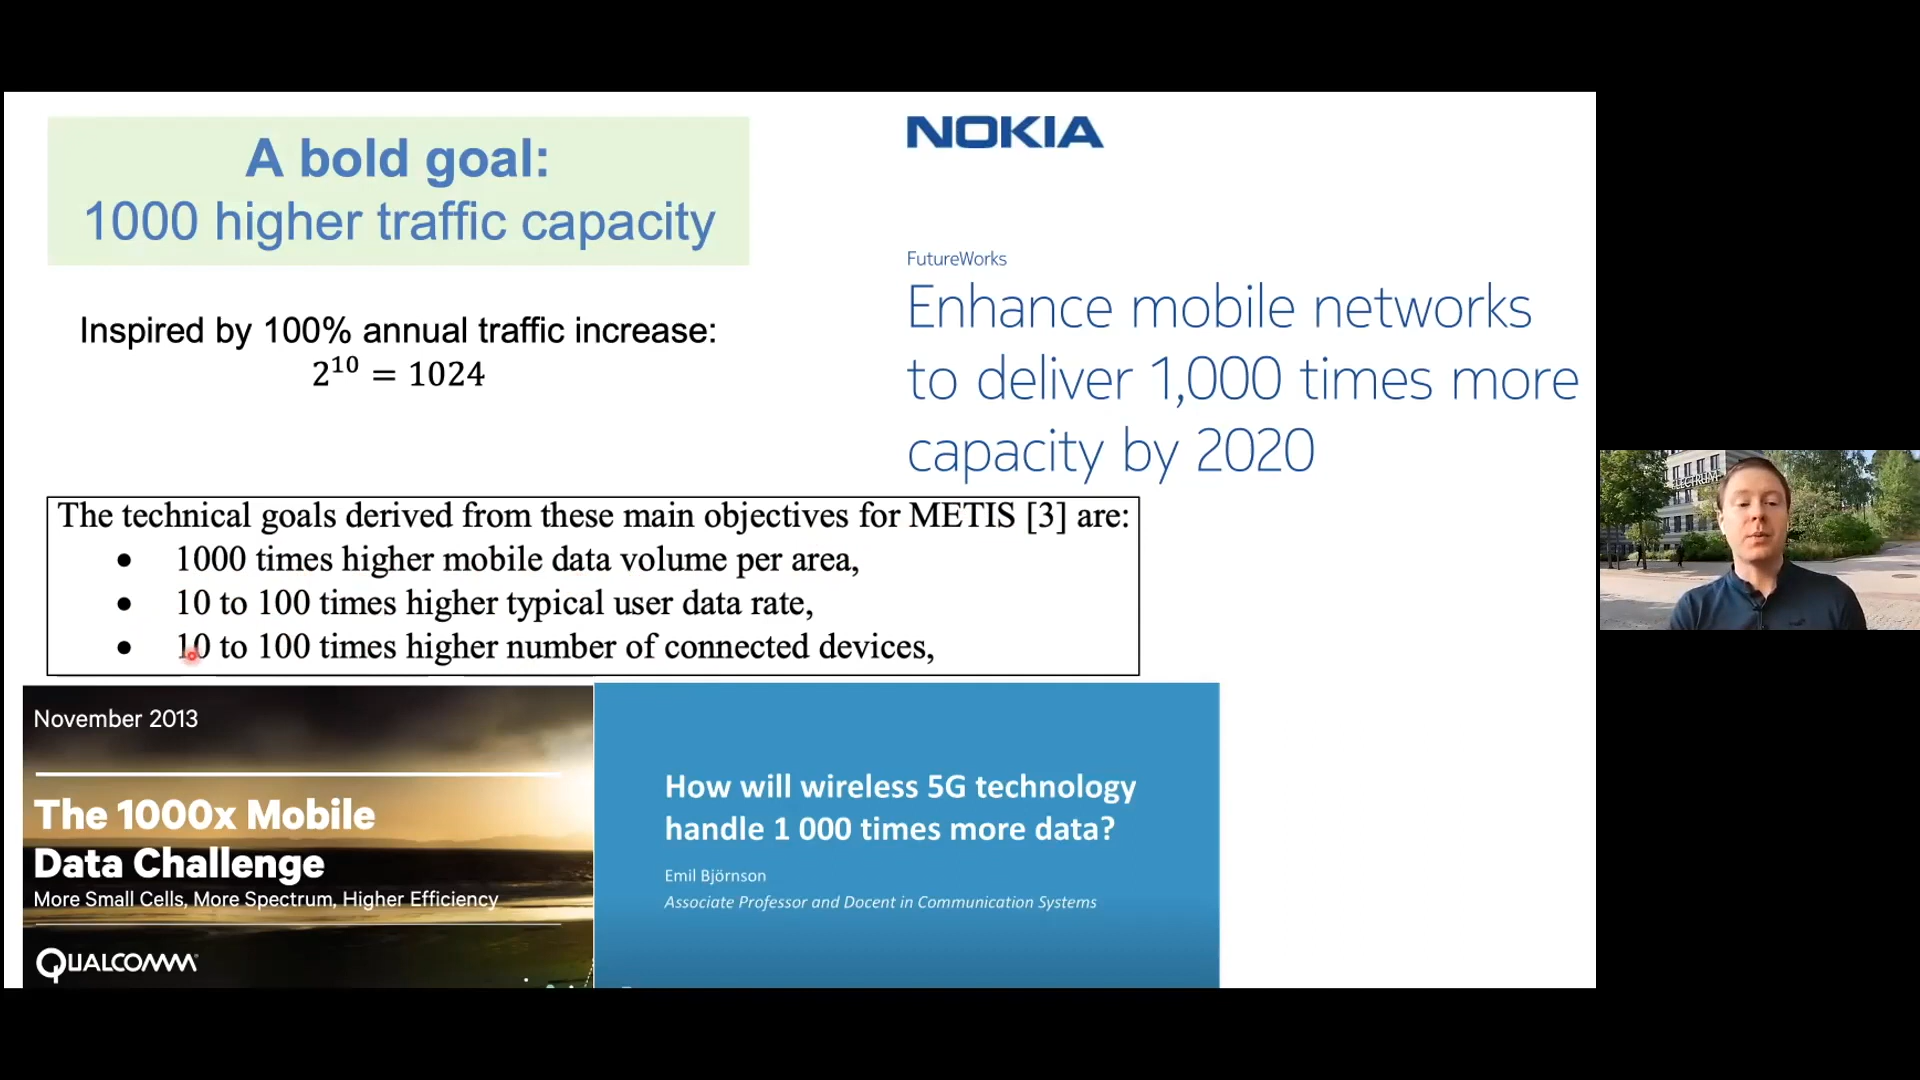 A bold goal:
1000 higher traffic capacity
Inspired by 100% annual traffic increase:
2¹⁰ = 1024
NOKIA
FutureWorks
Enhance mobile networks
to deliver 1,000 times more
capacity by 2020
The technical goals derived from these main objectives for METIS [3] are:
• 1000 times higher mobile data volume per area,
• 10 to 100 times higher typical user data rate,
• 10 to 100 times higher number of connected devices,
November 2013
The 1000x Mobile
Data Challenge
More Small Cells, More Spectrum, Higher Efficiency
QUALCOMM
How will wireless 5G technology
handle 1 000 times more data?
Emil Björnson
Associate Professor and Docent in Communication Systems
ELECTRUM